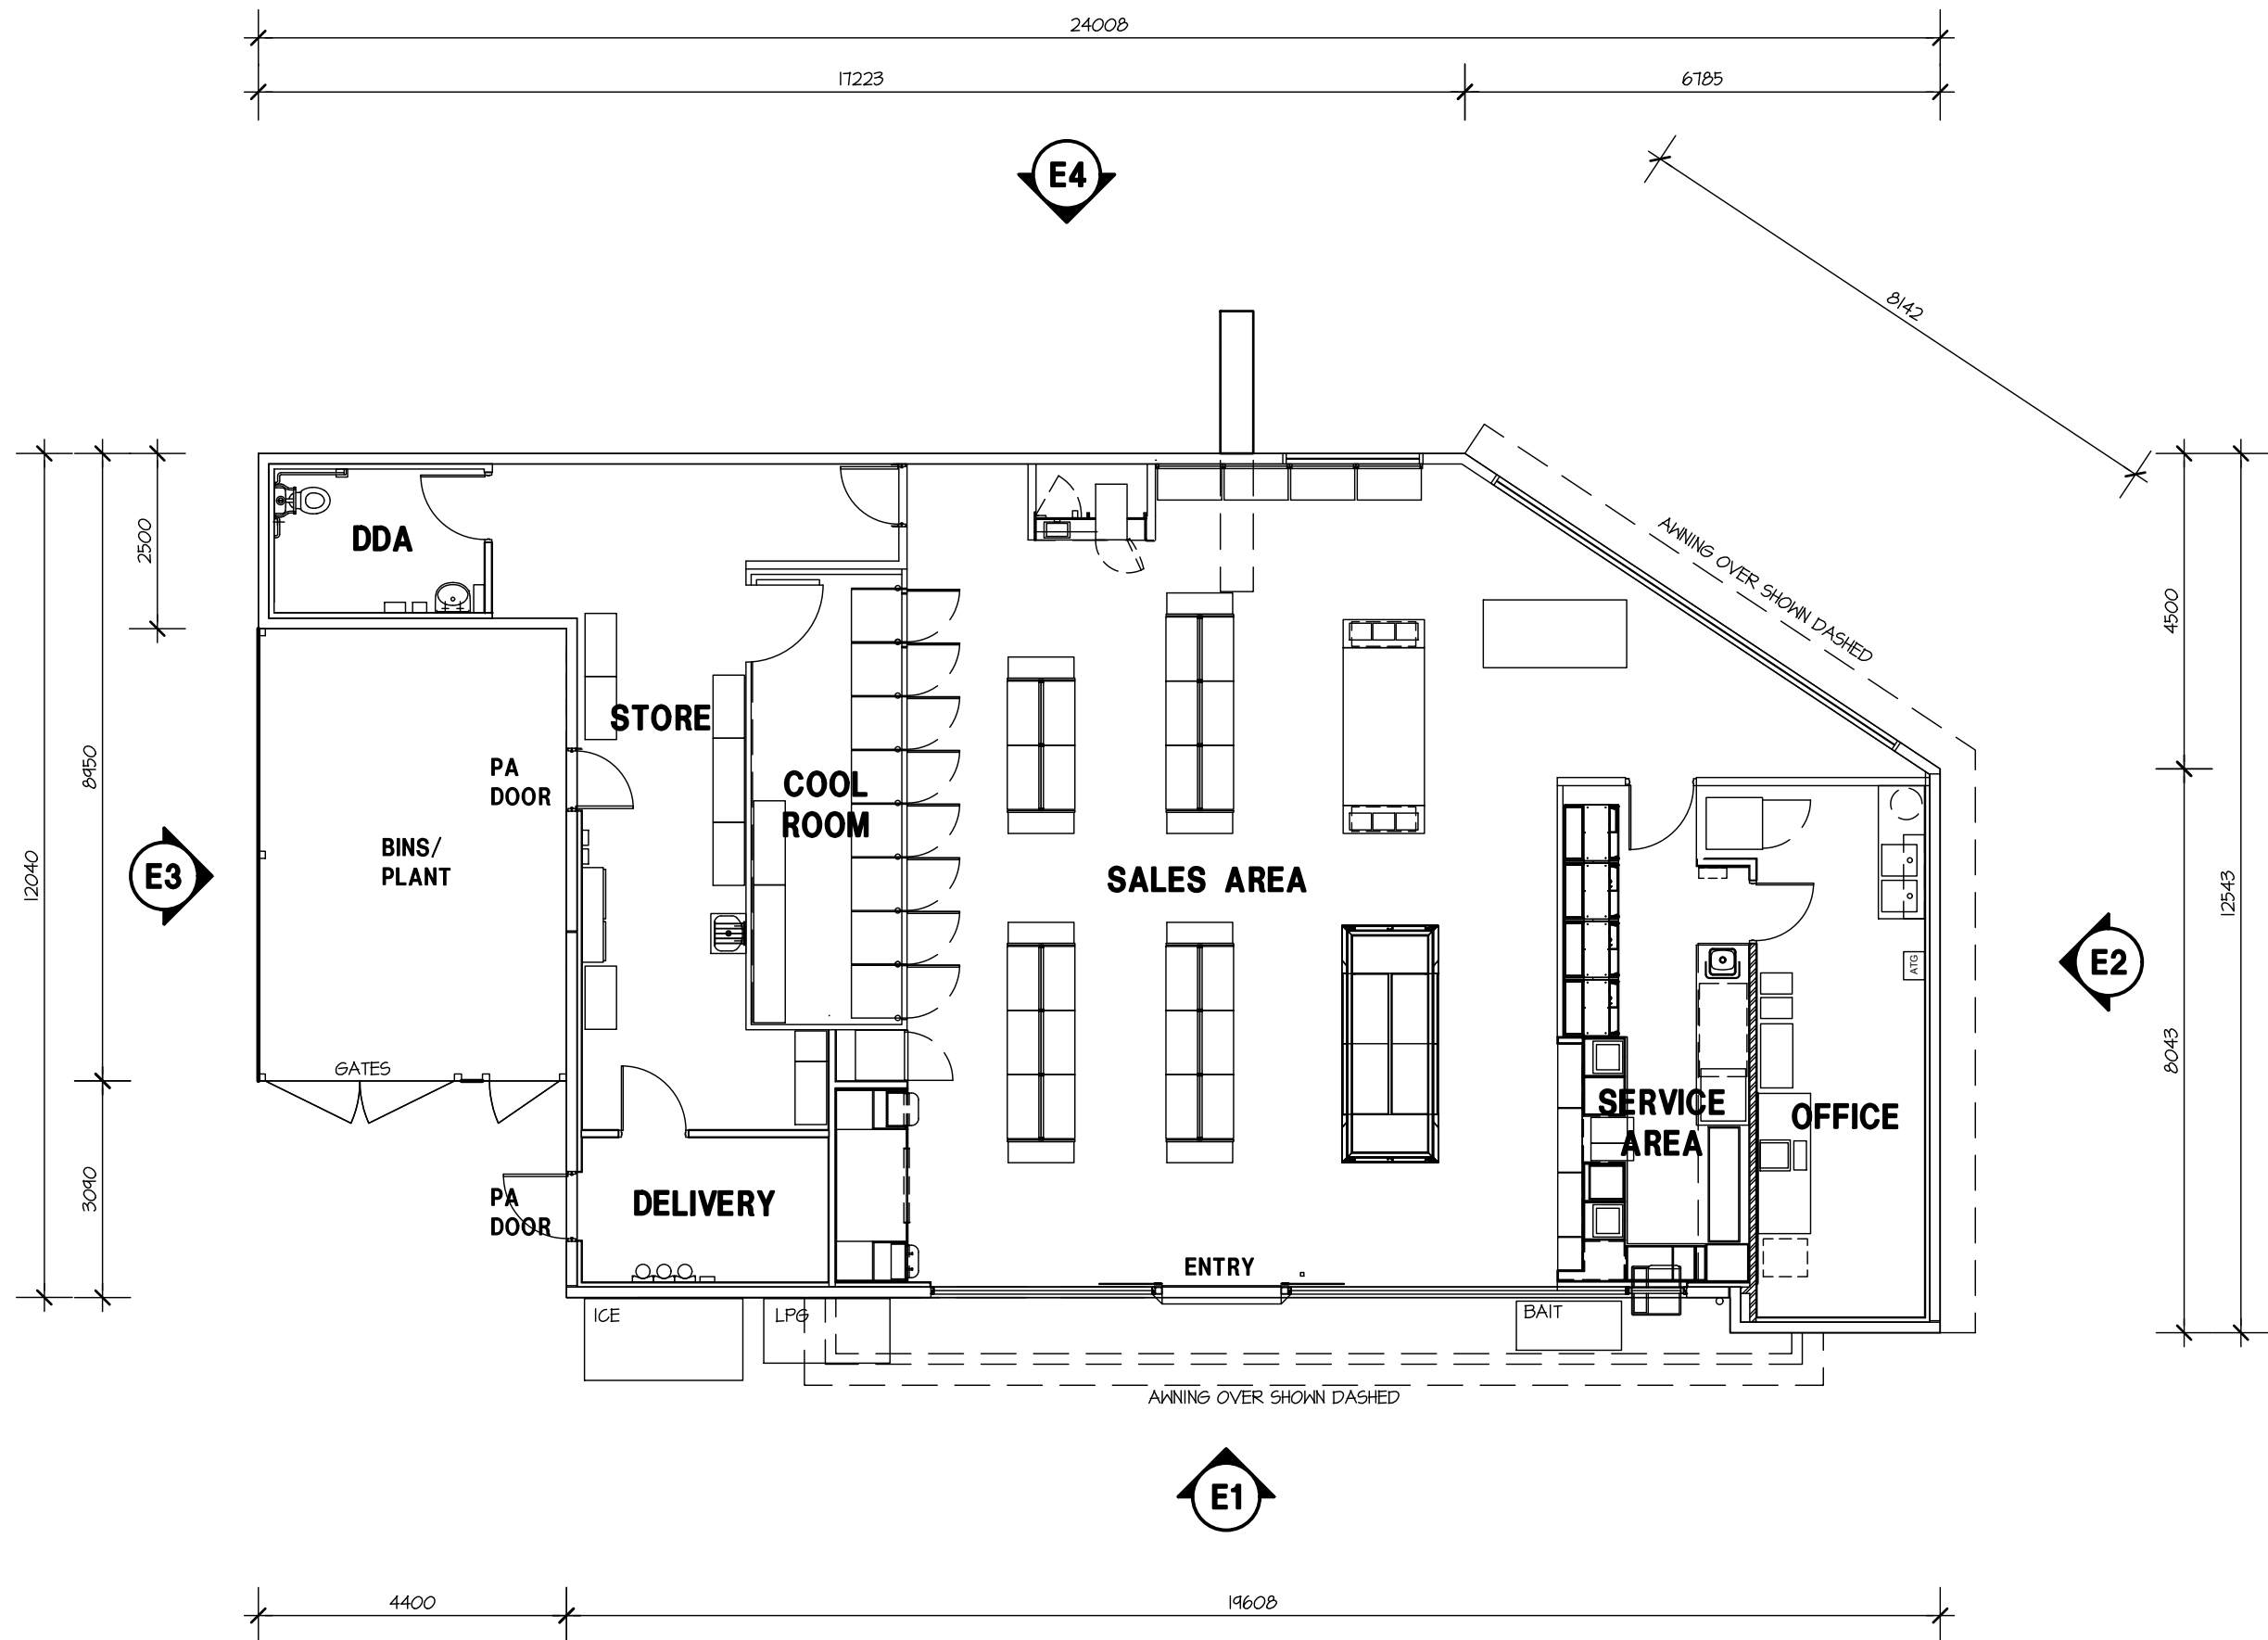 24008
17223
6785
E4
8142
2500
DDA
AWNING OVER SHOWN DASHED
4500
8950
STORE
PA
DOOR
COOL
ROOM
12040
BINS/
PLANT
E3
SALES AREA
12543
E2
ATG
GATES
8043
SERVICE
AREA
OFFICE
3090
PA
DOOR
DELIVERY
ENTRY
ICE
LPG
BAIT
AWNING OVER SHOWN DASHED
E1
4400
19608